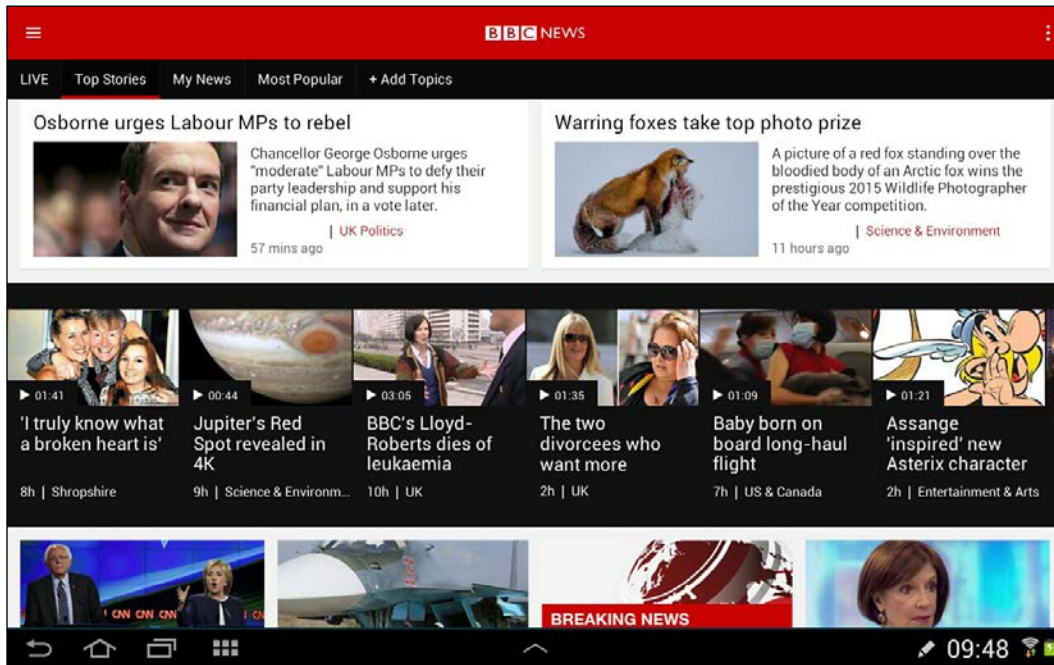 BBC NEWS
LIVE Top Stories My News Most Popular + Add Topics
Osborne urges Labour MPs to rebel
Chancellor George Osborne urges
"moderate" Labour MPs to defy their
party leadership and support his
financial plan, in a vote later.
| UK Politics
57 mins ago
Warring foxes take top photo prize
A picture of a red fox standing over the
bloodied body of an Arctic fox wins the
prestigious 2015 Wildlife Photographer
of the Year competition.
| Science & Environment
11 hours ago
01:41
'I truly know what
a broken heart is'
8h | Shropshire
00:44
Jupiter's Red
Spot revealed in
4K
9h | Science & Environm...
03:05
BBC's Lloyd-
Roberts dies of
leukaemia
10h | UK
01:35
The two
divorcees who
want more
2h | UK
01:09
Baby born on
board long-haul
flight
7h | US & Canada
01:21
Assange
'inspired' new
Asterix character
2h | Entertainment & Arts
CNN CNN CNN
BREAKING NEWS
09:48